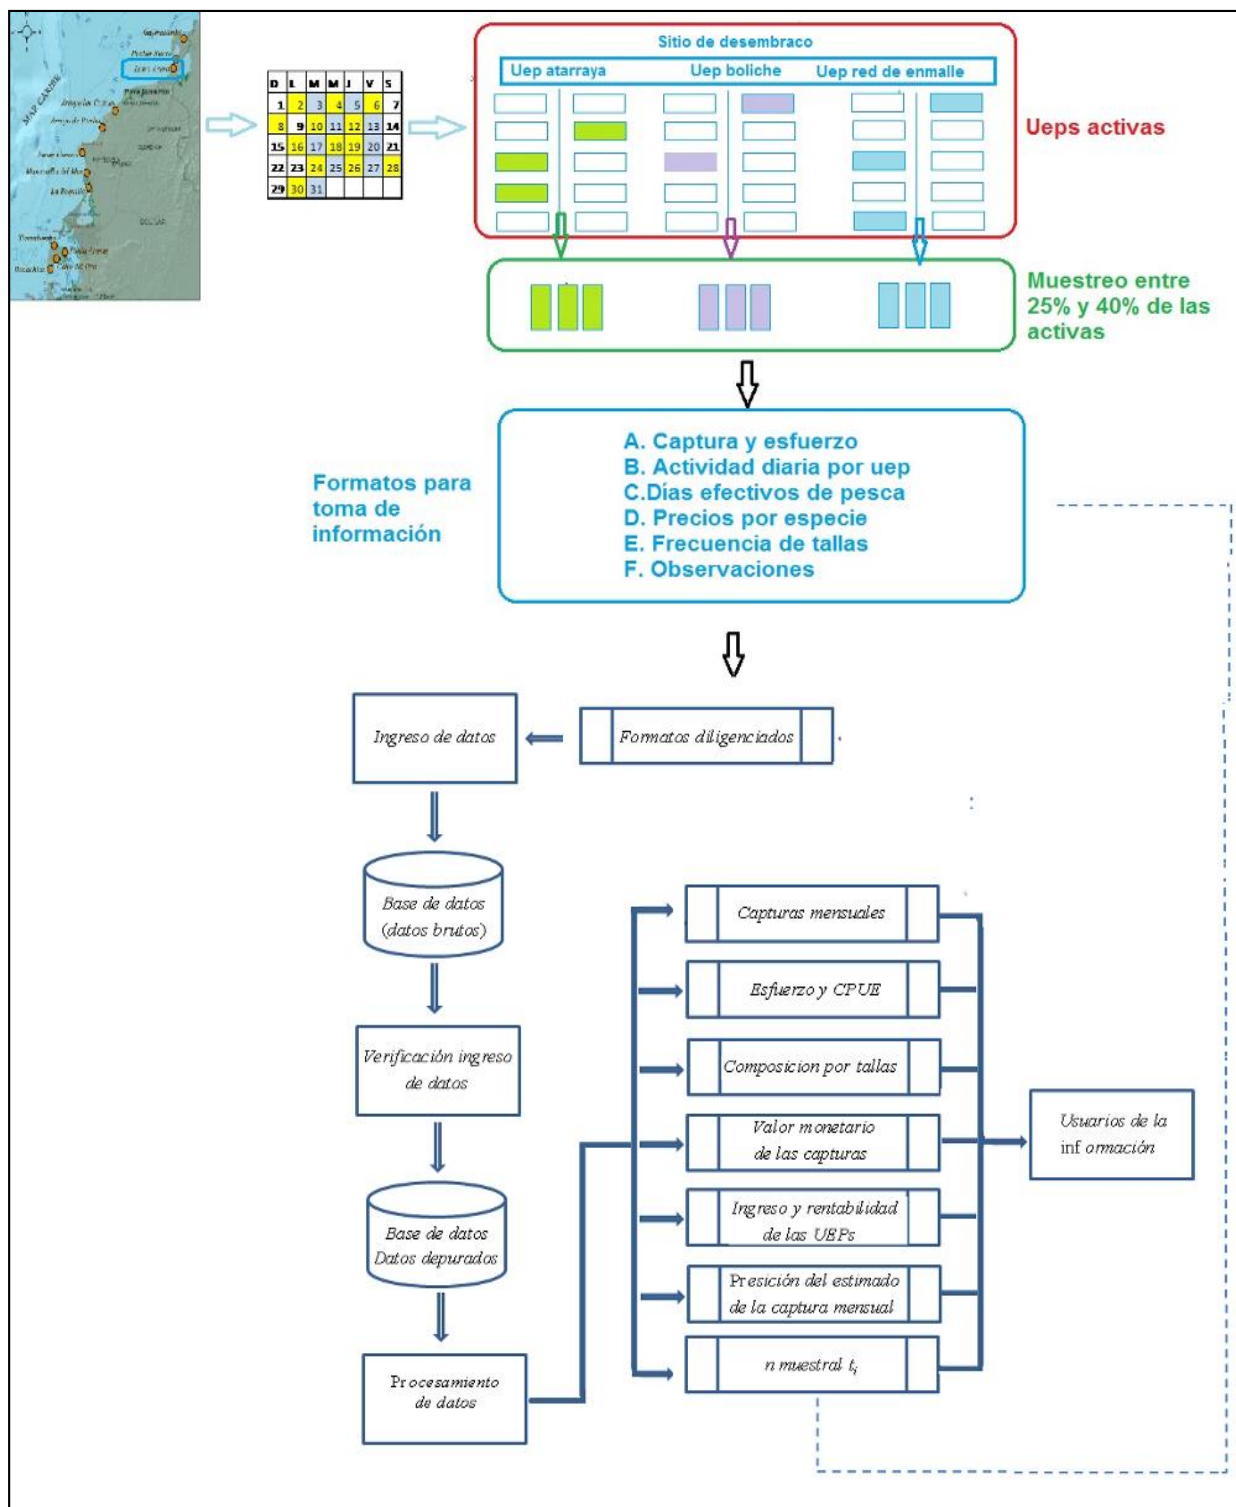 MAR CARIBE
D L M M J V S
1 2 3 4 5 6 7
8 9 10 11 12 13 14
15 16 17 18 19 20 21
22 23 24 25 26 27 28
29 30 31
Sitio de desembraco
Uep atarraya Uep boliche Uep red de enmalle
Ueps activas
Muestreo entre
25% y 40% de las
activas
Formatos para
toma de
información
A. Captura y esfuerzo
B. Actividad diaria por uep
C.Días efectivos de pesca
D. Precios por especie
E. Frecuencia de tallas
F. Observaciones
Ingreso de datos
Formatos diligenciados
Base de datos
(datos brutos)
Verificación ingreso
de datos
Base de datos
Datos depurados
Procesamiento
de datos
Capturas mensuales
Esfuerzo y CPUE
Composicion por tallas
Valor monetario
de las capturas
Ingreso y rentabilidad
de las UEPs
Presición del estimado
de la captura mensual
n muestral ti
Usuarios de la
inf ormación